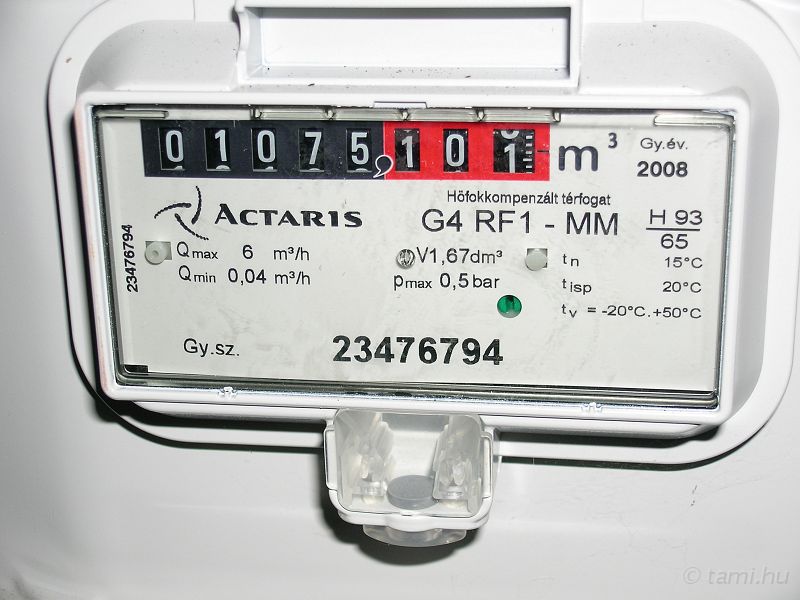 01075,101 m³
Gy.év.
2008
Hőfokkompenzált térfogat
ACTARIS
G4 RF1 - MM
H 93
65
23476794
Qmax 6 m³/h
V1,67dm³
tn 15°C
Qmin 0,04 m³/h
pmax 0,5 bar
tisp 20°C
tv = -20°C.+50°C
Gy.sz. 23476794
© tami.hu